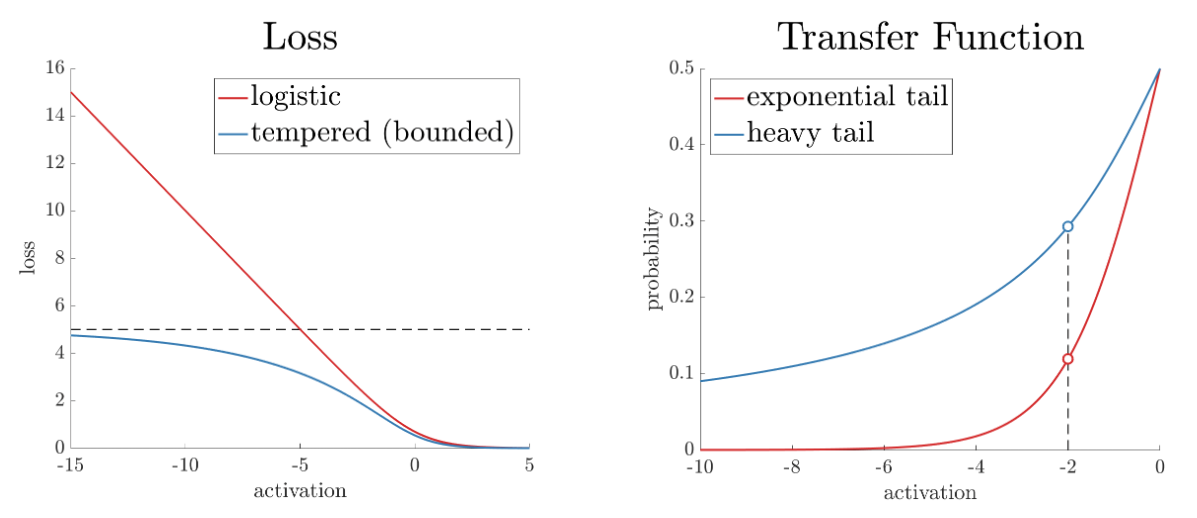 Loss
16
14
12
10
8
6
4
2
0
loss
logistic
tempered (bounded)
-15
-10
-5
0
5
activation
Transfer Function
0.5
0.4
0.3
0.2
0.1
0
probability
exponential tail
heavy tail
-10
-8
-6
-4
-2
0
activation